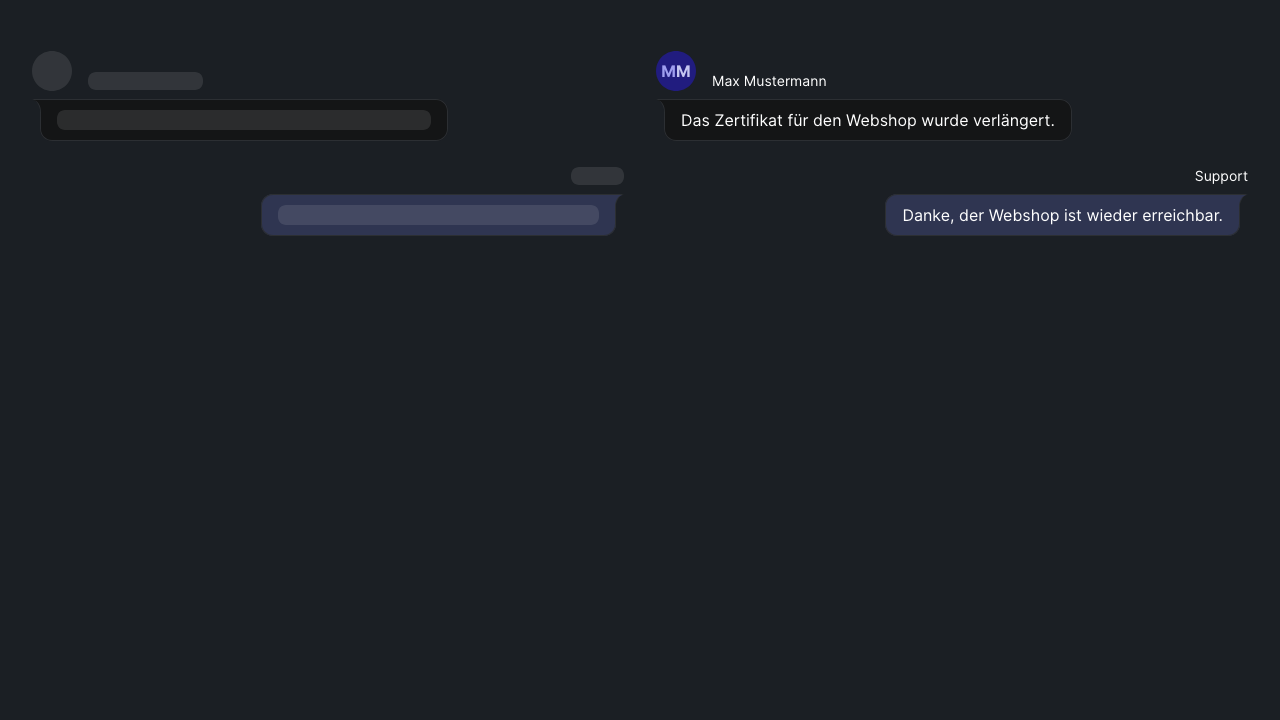 MM
Max Mustermann
Das Zertifikat für den Webshop wurde verlängert.
Support
Danke, der Webshop ist wieder erreichbar.